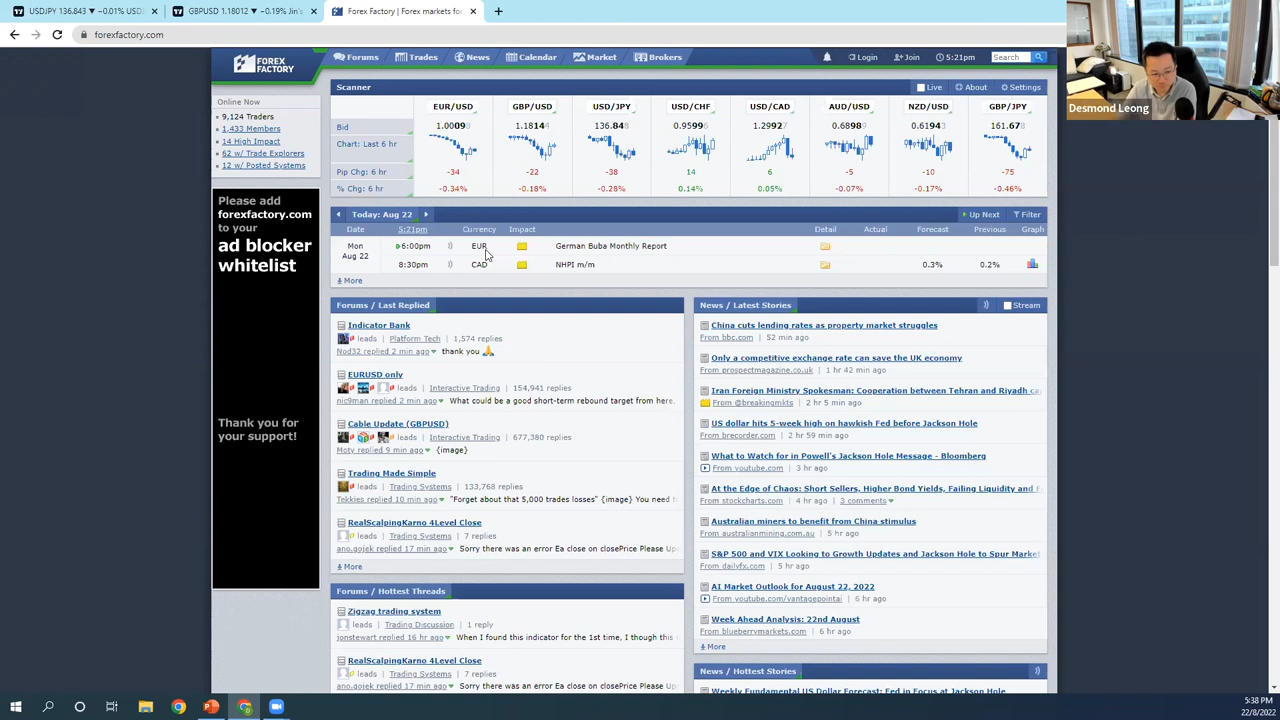 USDJPY 136.843 ▼ −0.01% USD
GBPUSD 1.18012 ▼ −0.19% Jin's
Forex Factory | Forex markets for
forexfactory.com
FOREX FACTORY
Forums
Trades
News
Calendar
Market
Brokers
Login
Join
5:21pm
Search
Desmond Leong
Online Now
9,124 Traders
1,433 Members
14 High Impact
62 w/ Trade Explorers
12 w/ Posted Systems
Please add
forexfactory.com
to your
ad blocker
whitelist
Thank you for
your support!
Scanner
Live
About
Settings
EUR/USD GBP/USD USD/JPY USD/CHF USD/CAD AUD/USD NZD/USD GBP/JPY
Bid 1.00098 1.18144 136.848 0.95996 1.29927 0.68989 0.61943 161.678
Chart: Last 6 hr
Pip Chg: 6 hr -34 -22 -38 14 6 -5 -10 -75
% Chg: 6 hr -0.34% -0.18% -0.28% 0.14% 0.05% -0.07% -0.17% -0.46%
Today: Aug 22
Up Next
Filter
Date 5:21pm Currency Impact Detail Actual Forecast Previous Graph
Mon
Aug 22
6:00pm EUR German Buba Monthly Report
8:30pm CAD NHPI m/m 0.3% 0.2%
More
Forums / Last Replied
Indicator Bank
leads | Platform Tech | 1,574 replies
Nod32 replied 2 min ago thank you 🙏
EURUSD only
leads | Interactive Trading | 154,941 replies
nic9man replied 2 min ago What could be a good short-term rebound target from here.
Cable Update (GBPUSD)
leads | Interactive Trading | 677,380 replies
Moty replied 9 min ago {image}
Trading Made Simple
leads | Trading Systems | 133,768 replies
Tekkies replied 10 min ago "Forget about that 5,000 trades losses" {image} You need t
RealScalpingKarno 4Level Close
leads | Trading Systems | 7 replies
ano.gojek replied 17 min ago Sorry there was an error Ea close on closePrice Please Up
More
Forums / Hottest Threads
Zigzag trading system
leads | Trading Discussion | 1 reply
jonstewart replied 16 hr ago When I found this indicator for the 1st time, I though this
RealScalpingKarno 4Level Close
leads | Trading Systems | 7 replies
ano.gojek replied 17 min ago Sorry there was an error Ea close on closePrice Please Up
News / Latest Stories
Stream
China cuts lending rates as property market struggles
From bbc.com | 52 min ago
Only a competitive exchange rate can save the UK economy
From prospectmagazine.co.uk | 1 hr 42 min ago
Iran Foreign Ministry Spokesman: Cooperation between Tehran and Riyadh ca
From @breakingmkts | 2 hr 5 min ago
US dollar hits 5-week high on hawkish Fed before Jackson Hole
From brecorder.com | 2 hr 59 min ago
What to Watch for in Powell's Jackson Hole Message - Bloomberg
From youtube.com | 3 hr ago
At the Edge of Chaos: Short Sellers, Higher Bond Yields, Failing Liquidity and F
From stockcharts.com | 4 hr ago | 3 comments
Australian miners to benefit from China stimulus
From australianmining.com.au | 5 hr ago
S&P 500 and VIX Looking to Growth Updates and Jackson Hole to Spur Market
From dailyfx.com | 5 hr ago
AI Market Outlook for August 22, 2022
From youtube.com/vantagepointai | 6 hr ago
Week Ahead Analysis: 22nd August
From blueberrymarkets.com | 6 hr ago
More
News / Hottest Stories
Weekly Fundamental US Dollar Forecast: Fed in Focus at Jackson Hole
5:38 PM
22/8/2022